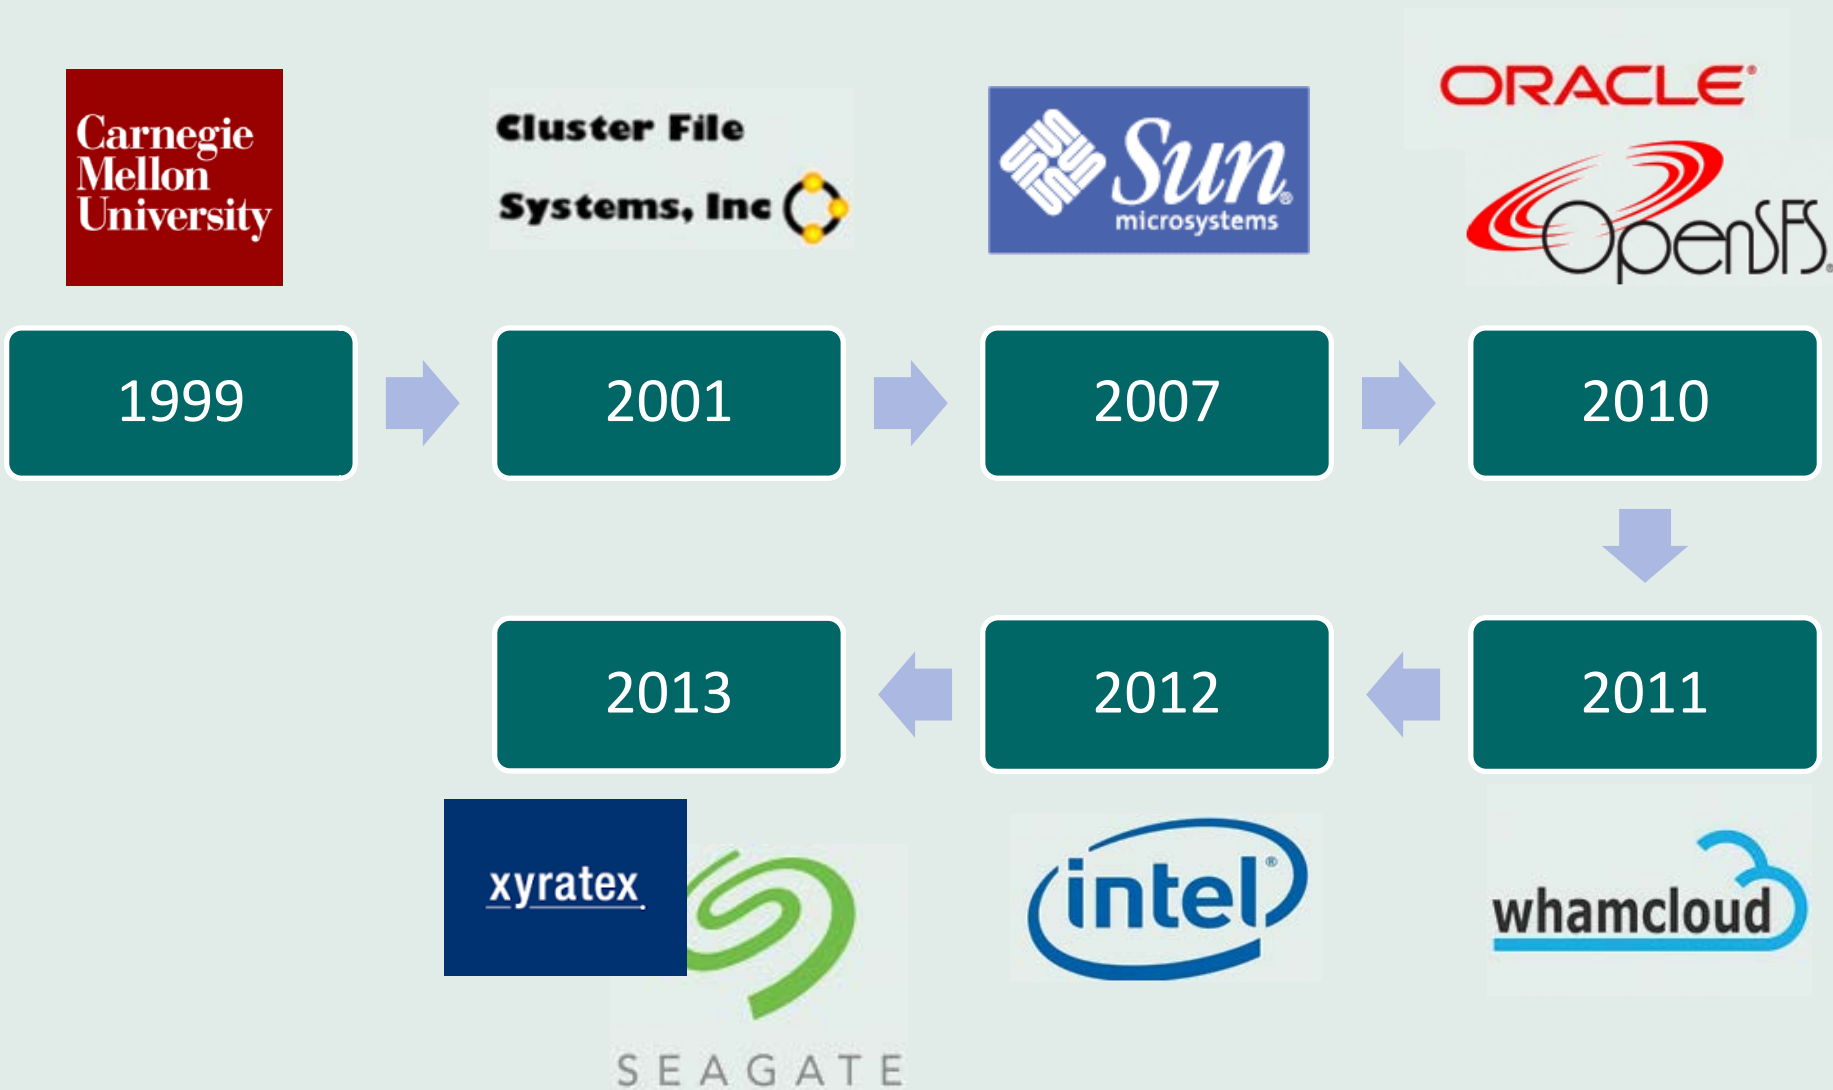 Carnegie
Mellon
University
Cluster File
Systems, Inc
Sun
microsystems
ORACLE®
OpenSFS®
1999
2001
2007
2010
2013
2012
2011
xyratex
SEAGATE
intel®
whamcloud